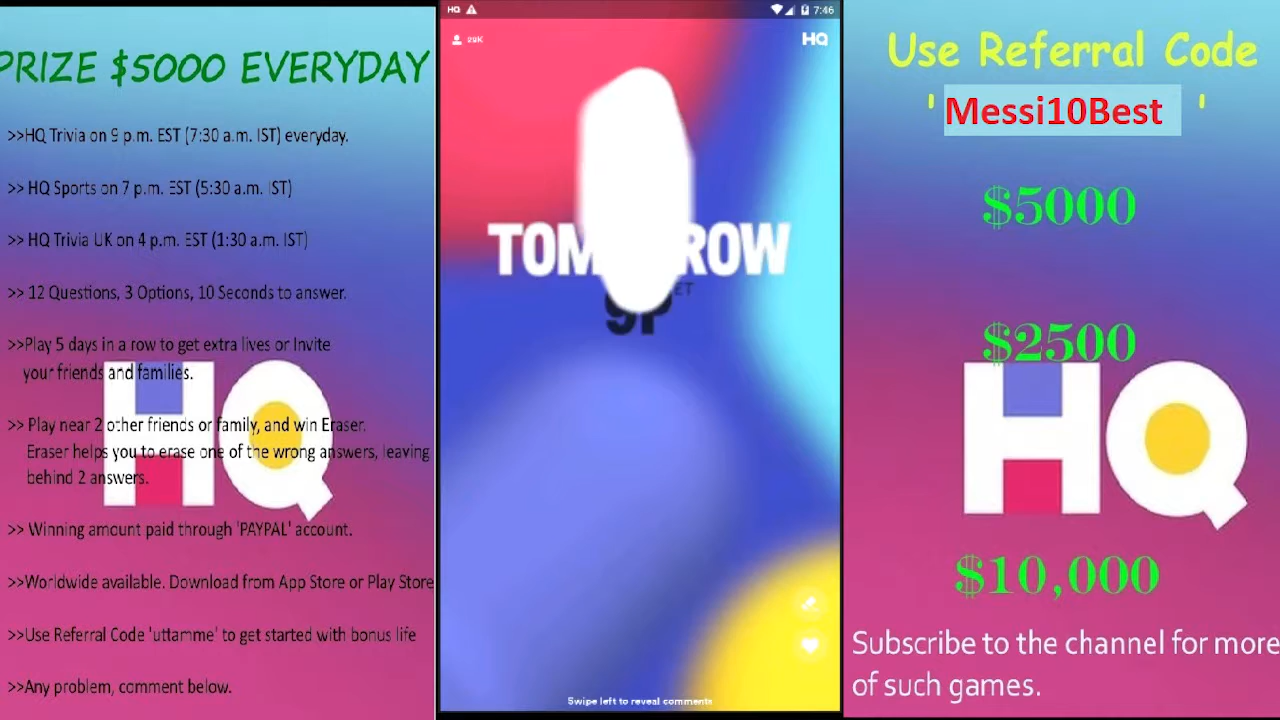 PRIZE $5000 EVERYDAY
>>HQ Trivia on 9 p.m. EST (7:30 a.m. IST) everyday.
>> HQ Sports on 7 p.m. EST (5:30 a.m. IST)
>> HQ Trivia UK on 4 p.m. EST (1:30 a.m. IST)
>> 12 Questions, 3 Options, 10 Seconds to answer.
>>Play 5 days in a row to get extra lives or Invite
your friends and families.
>> Play near 2 other friends or family, and win Eraser.
Eraser helps you to erase one of the wrong answers, leaving
behind 2 answers.
>> Winning amount paid through 'PAYPAL' account.
>>Worldwide available. Download from App Store or Play Store
>>Use Referral Code 'uttamme' to get started with bonus life
>>Any problem, comment below.
HQ
HQ
7:46
29K
HQ
9P
Swipe left to reveal comments
Use Referral Code
' Messi10Best '
$5000
$2500
HQ
$10,000
Subscribe to the channel for more
of such games.